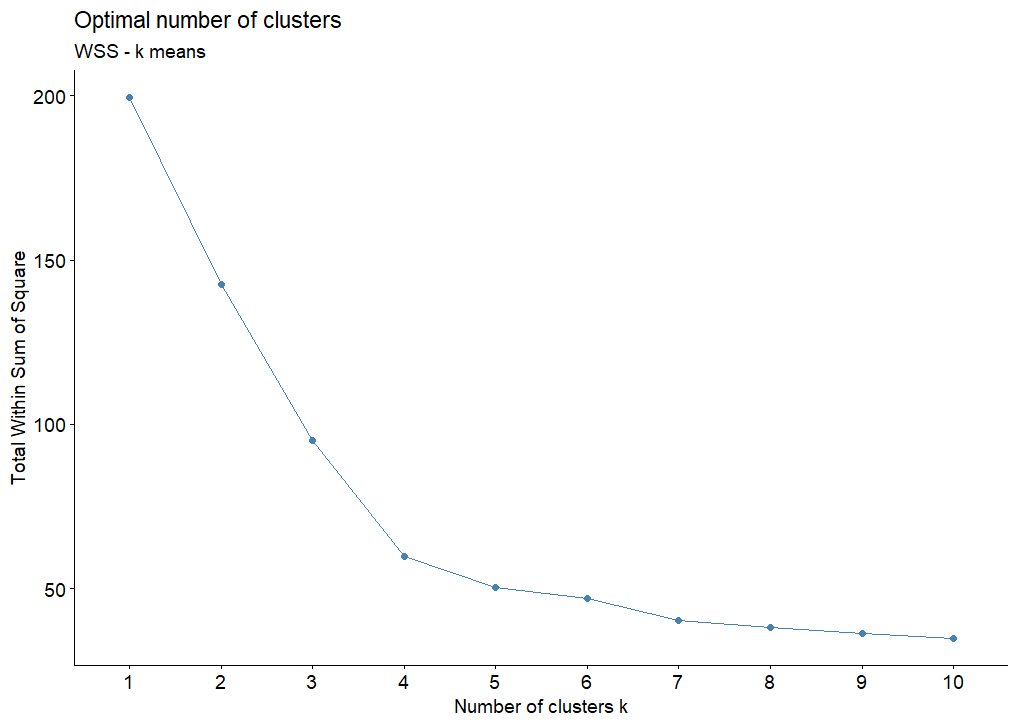 Optimal number of clusters
WSS - k means
Total Within Sum of Square
200
150
100
50
1 2 3 4 5 6 7 8 9 10
Number of clusters k